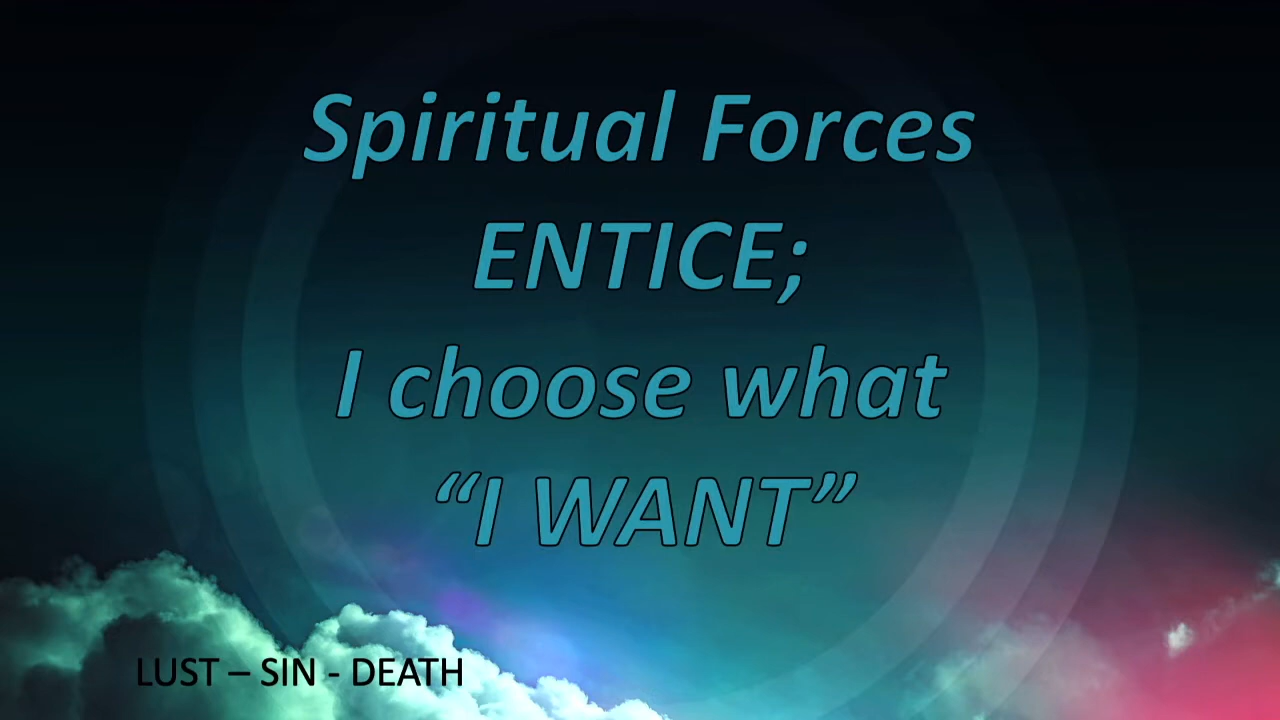 Spiritual Forces
ENTICE;
I choose what
“I WANT”
LUST – SIN - DEATH